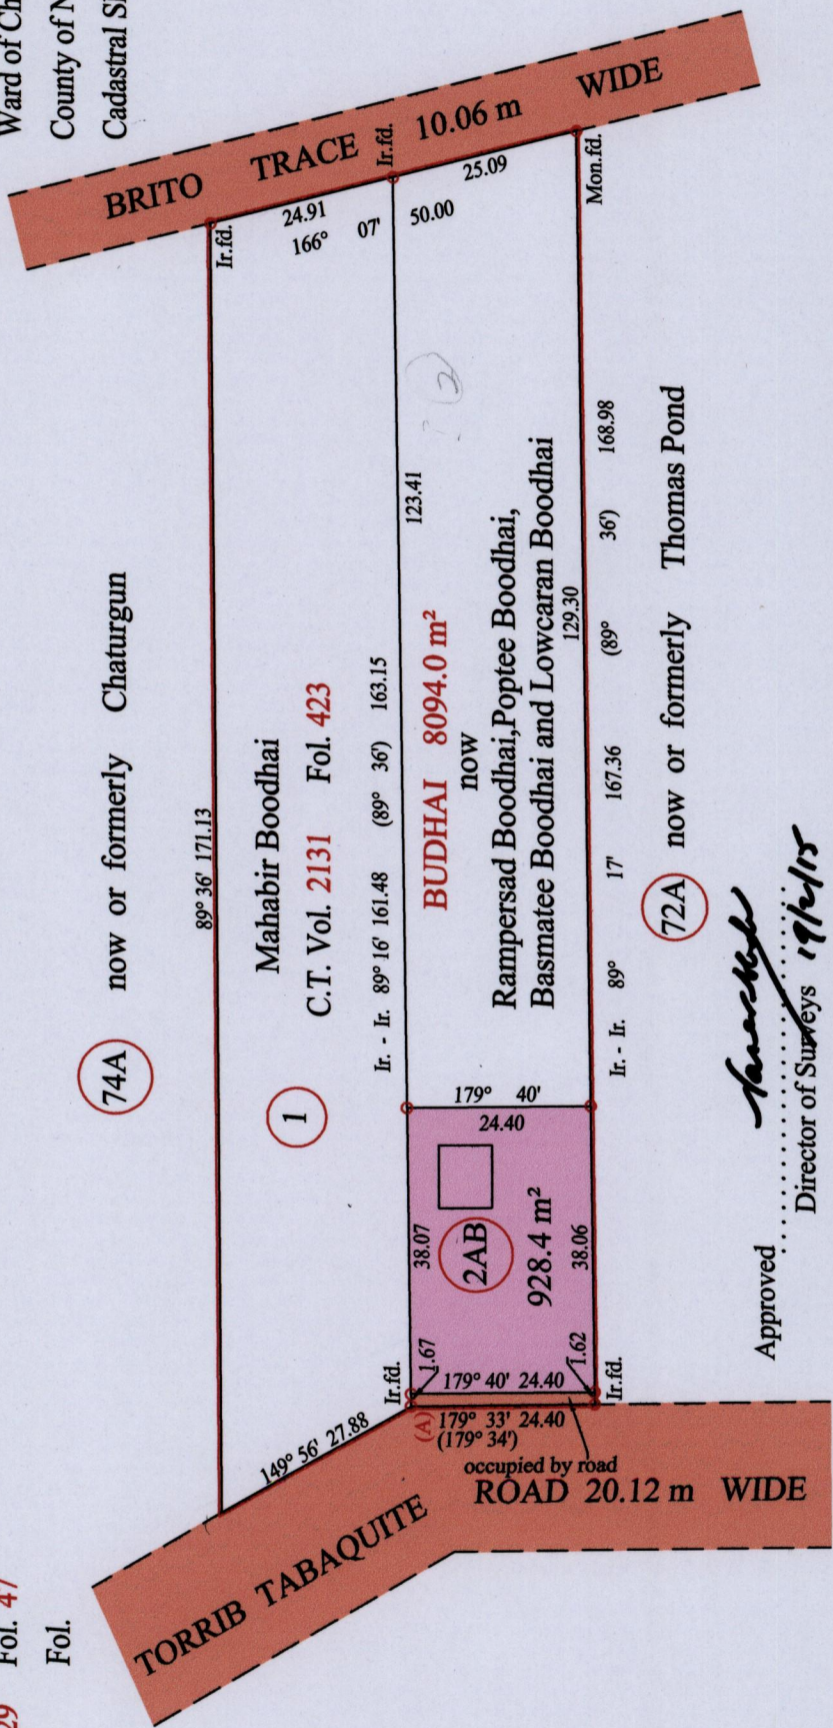 Ward of Ch
County of N
Cadastral S
29 Fol. 47
Fol.
BRITO TRACE 10.06 m WIDE
Ir.fd.
Ir.fd.
Mon.fd.
24.91
25.09
166° 07' 50.00
74A now or formerly Chaturgun
89° 36' 171.13
Mahabir Boodhai
1 C.T. Vol. 2131 Fol. 423
Ir. - Ir. 89° 16' 161.48 (89° 36') 163.15
123.41
(2)
BUDHAI 8094.0 m²
now
Rampersad Boodhai,Poptee Boodhai,
Basmatee Boodhai and Lowcaran Boodhai
129.30
Ir. - Ir. 89° 17' 167.36 (89° 36') 168.98
72A now or formerly Thomas Pond
179° 40'
24.40
38.07
2AB
928.4 m²
38.06
Ir.fd.
1.67
1.62
Ir.fd.
179° 40' 24.40
(A) 179° 33' 24.40
(179° 34')
occupied by road
149° 56' 27.88
TORRIB TABAQUITE ROAD 20.12 m WIDE
Approved
Director of Surveys 19/2/15